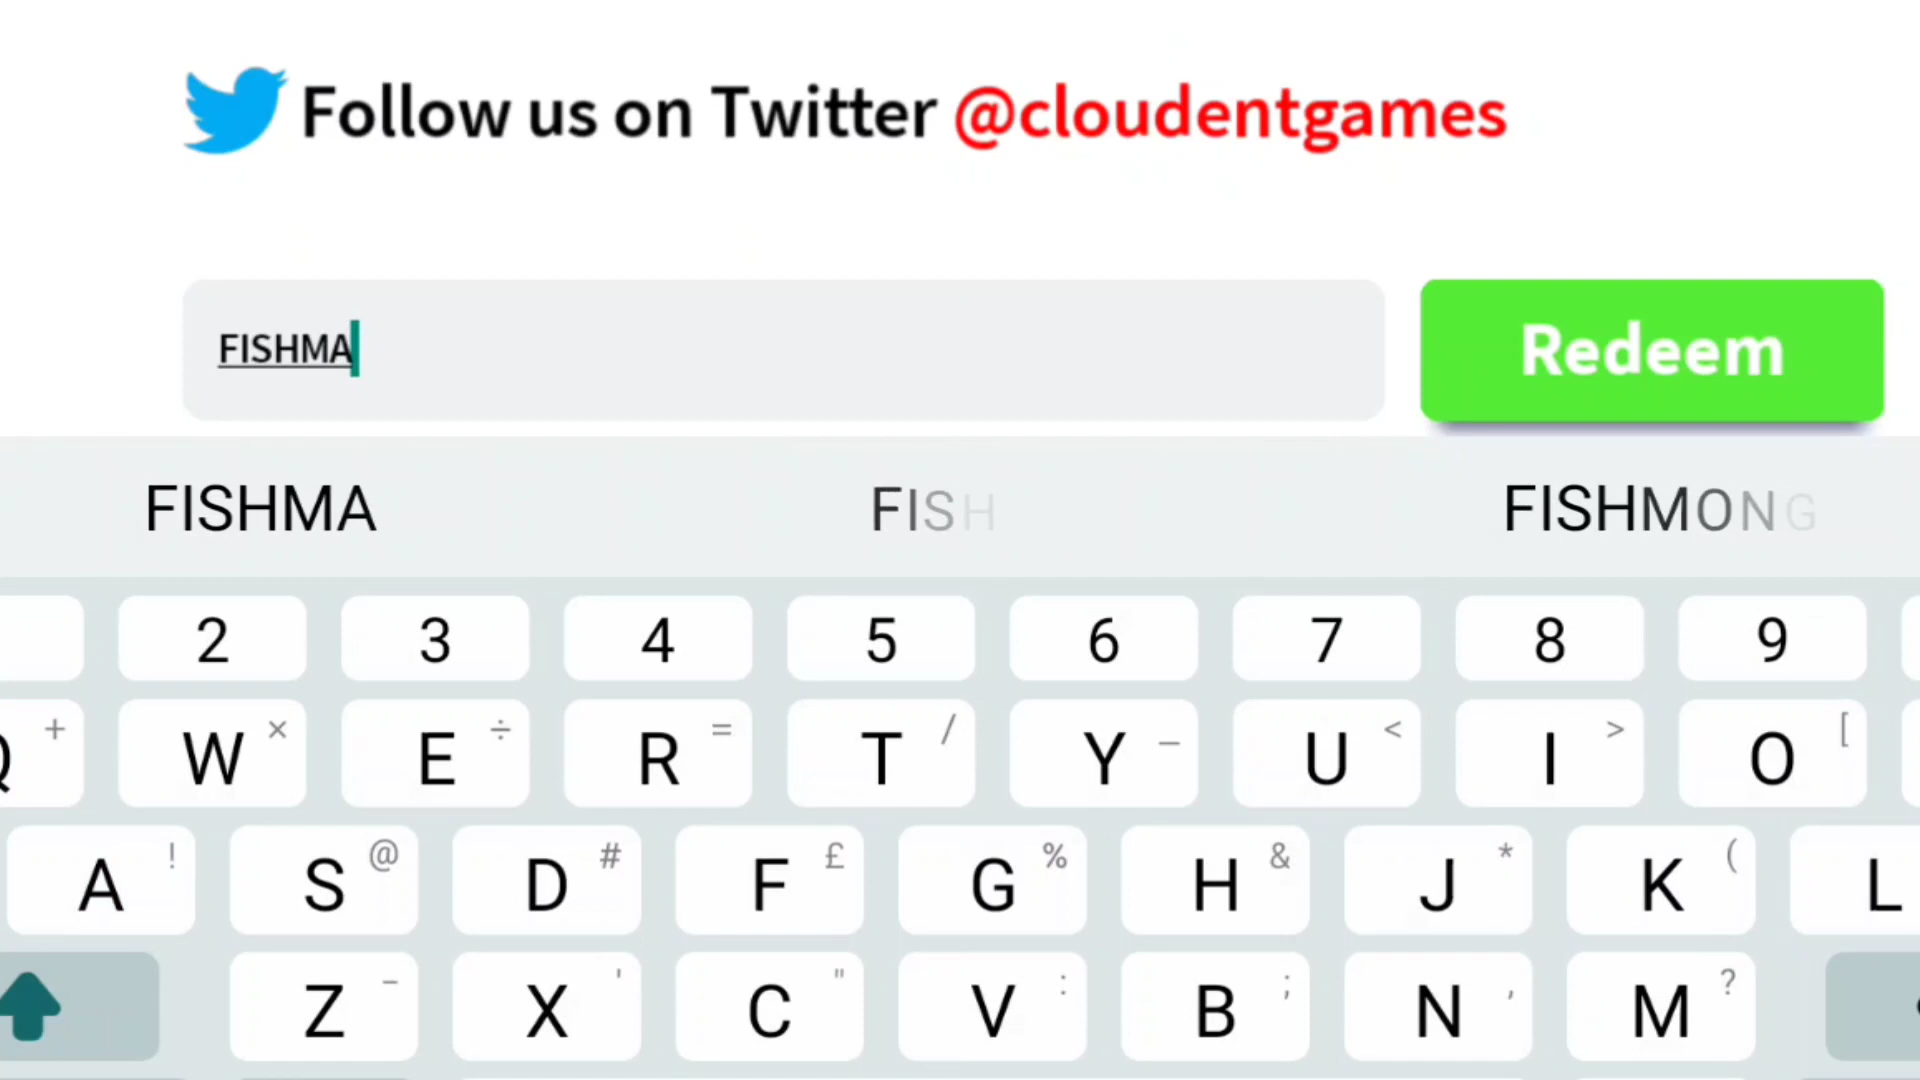 Follow us on Twitter @cloudentgames
FISHMA
Redeem
FISHMA FISH FISHMONG
2 3 4 5 6 7 8 9
Q + W × E ÷ R = T / Y _ U < I > O [
A ! S @ D # F £ G % H & J * K ( L
Z - X ' C " V : B ; N , M ?